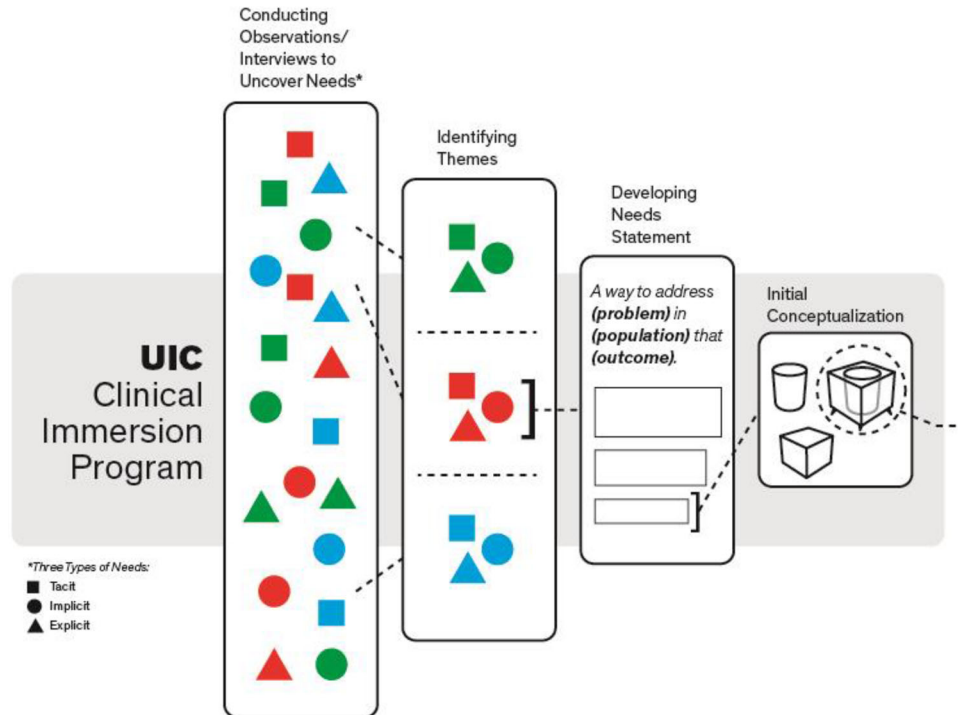 Conducting
Observations/
Interviews to
Uncover Needs*
Identifying
Themes
Developing
Needs
Statement
A way to address
(problem) in
(population) that
(outcome).
Initial
Conceptualization
UIC
Clinical
Immersion
Program
*Three Types of Needs:
Tacit
Implicit
Explicit